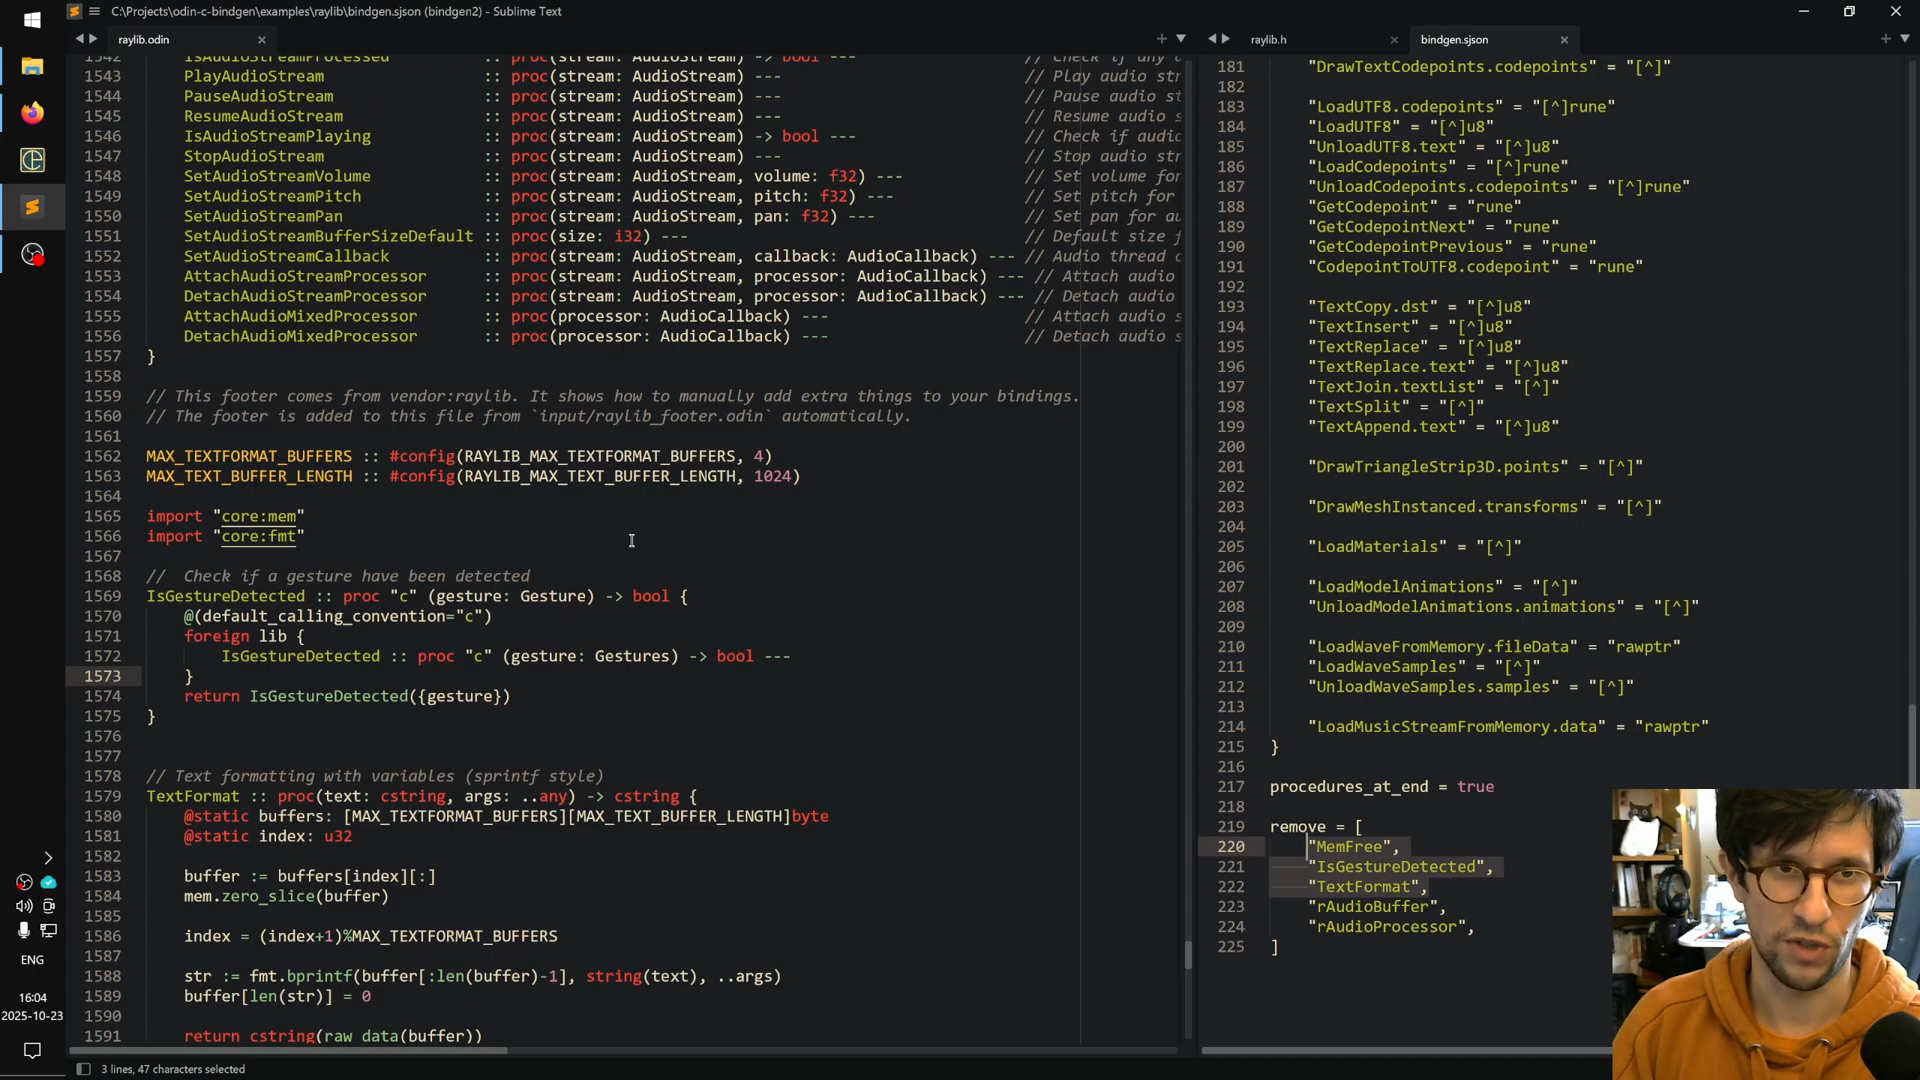 C:\Projects\odin-c-bindgen\examples\raylib\bindgen.sjson (bindgen2) - Sublime Text
raylib.odin
1542 IsAudioStreamProcessed :: proc(stream: AudioStream) -> bool --- // Check if any
1543 PlayAudioStream :: proc(stream: AudioStream) --- // Play audio str
1544 PauseAudioStream :: proc(stream: AudioStream) --- // Pause audio st
1545 ResumeAudioStream :: proc(stream: AudioStream) --- // Resume audio s
1546 IsAudioStreamPlaying :: proc(stream: AudioStream) -> bool --- // Check if audic
1547 StopAudioStream :: proc(stream: AudioStream) --- // Stop audio str
1548 SetAudioStreamVolume :: proc(stream: AudioStream, volume: f32) --- // Set volume for
1549 SetAudioStreamPitch :: proc(stream: AudioStream, pitch: f32) --- // Set pitch for
1550 SetAudioStreamPan :: proc(stream: AudioStream, pan: f32) --- // Set pan for au
1551 SetAudioStreamBufferSizeDefault :: proc(size: i32) --- // Default size f
1552 SetAudioStreamCallback :: proc(stream: AudioStream, callback: AudioCallback) --- // Audio thread c
1553 AttachAudioStreamProcessor :: proc(stream: AudioStream, processor: AudioCallback) --- // Attach audio
1554 DetachAudioStreamProcessor :: proc(stream: AudioStream, processor: AudioCallback) --- // Detach audio
1555 AttachAudioMixedProcessor :: proc(processor: AudioCallback) --- // Attach audio s
1556 DetachAudioMixedProcessor :: proc(processor: AudioCallback) --- // Detach audio s
1557 }
1558
1559 // This footer comes from vendor:raylib. It shows how to manually add extra things to your bindings.
1560 // The footer is added to this file from `input/raylib_footer.odin` automatically.
1561
1562 MAX_TEXTFORMAT_BUFFERS :: #config(RAYLIB_MAX_TEXTFORMAT_BUFFERS, 4)
1563 MAX_TEXT_BUFFER_LENGTH :: #config(RAYLIB_MAX_TEXT_BUFFER_LENGTH, 1024)
1564
1565 import "core:mem"
1566 import "core:fmt"
1567
1568 //  Check if a gesture have been detected
1569 IsGestureDetected :: proc "c" (gesture: Gesture) -> bool {
1570 @(default_calling_convention="c")
1571 foreign lib {
1572 IsGestureDetected :: proc "c" (gesture: Gestures) -> bool ---
1573 }
1574 return IsGestureDetected({gesture})
1575 }
1576
1577
1578 // Text formatting with variables (sprintf style)
1579 TextFormat :: proc(text: cstring, args: ..any) -> cstring {
1580 @static buffers: [MAX_TEXTFORMAT_BUFFERS][MAX_TEXT_BUFFER_LENGTH]byte
1581 @static index: u32
1582
1583 buffer := buffers[index][:]
1584 mem.zero_slice(buffer)
1585
1586 index = (index+1)%MAX_TEXTFORMAT_BUFFERS
1587
1588 str := fmt.bprintf(buffer[:len(buffer)-1], string(text), ..args)
1589 buffer[len(str)] = 0
1590
1591 return cstring(raw_data(buffer))
raylib.h
bindgen.sjson
181 "DrawTextCodepoints.codepoints" = "[^]"
182
183 "LoadUTF8.codepoints" = "[^]rune"
184 "LoadUTF8" = "[^]u8"
185 "UnloadUTF8.text" = "[^]u8"
186 "LoadCodepoints" = "[^]rune"
187 "UnloadCodepoints.codepoints" = "[^]rune"
188 "GetCodepoint" = "rune"
189 "GetCodepointNext" = "rune"
190 "GetCodepointPrevious" = "rune"
191 "CodepointToUTF8.codepoint" = "rune"
192
193 "TextCopy.dst" = "[^]u8"
194 "TextInsert" = "[^]u8"
195 "TextReplace" = "[^]u8"
196 "TextReplace.text" = "[^]u8"
197 "TextJoin.textList" = "[^]"
198 "TextSplit" = "[^]"
199 "TextAppend.text" = "[^]u8"
200
201 "DrawTriangleStrip3D.points" = "[^]"
202
203 "DrawMeshInstanced.transforms" = "[^]"
204
205 "LoadMaterials" = "[^]"
206
207 "LoadModelAnimations" = "[^]"
208 "UnloadModelAnimations.animations" = "[^]"
209
210 "LoadWaveFromMemory.fileData" = "rawptr"
211 "LoadWaveSamples" = "[^]"
212 "UnloadWaveSamples.samples" = "[^]"
213
214 "LoadMusicStreamFromMemory.data" = "rawptr"
215 }
216
217 procedures_at_end = true
218
219 remove = [
220 "MemFree",
221 "IsGestureDetected",
222 "TextFormat",
223 "rAudioBuffer",
224 "rAudioProcessor",
225 ]
ENG
16:04
2025-10-23
3 lines, 47 characters selected